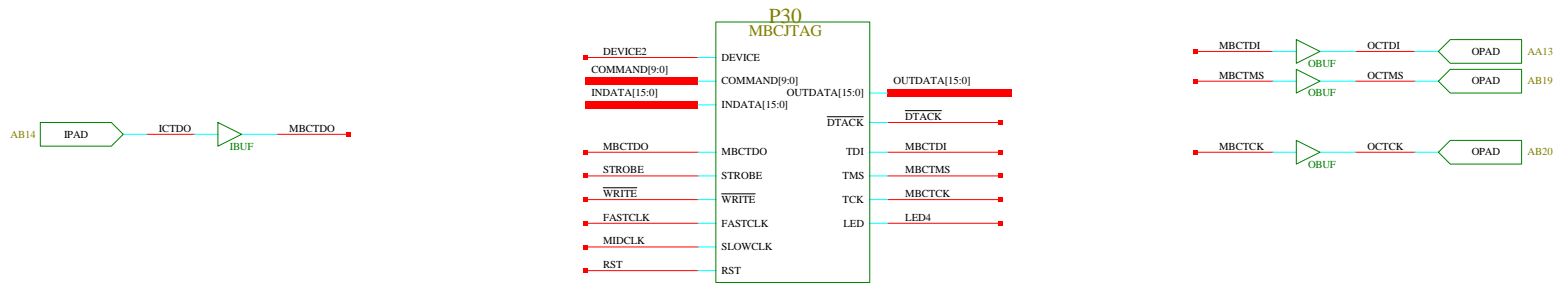 P30
MBCJTAG
DEVICE2
DEVICE
COMMAND[9:0]
COMMAND[9:0]
INDATA[15:0]
INDATA[15:0]
OUTDATA[15:0]
OUTDATA[15:0]
DTACK
DTACK
MBCTDO
MBCTDO
TDI
MBCTDI
STROBE
STROBE
TMS
MBCTMS
WRITE
WRITE
TCK
MBCTCK
FASTCLK
FASTCLK
LED
LED4
MIDCLK
SLOWCLK
RST
RST
AB14
IPAD
ICTDO
IBUF
MBCTDO
MBCTDI
OBUF
OCTDI
OPAD
AA13
MBCTMS
OBUF
OCTMS
OPAD
AB19
MBCTCK
OBUF
OCTCK
OPAD
AB20